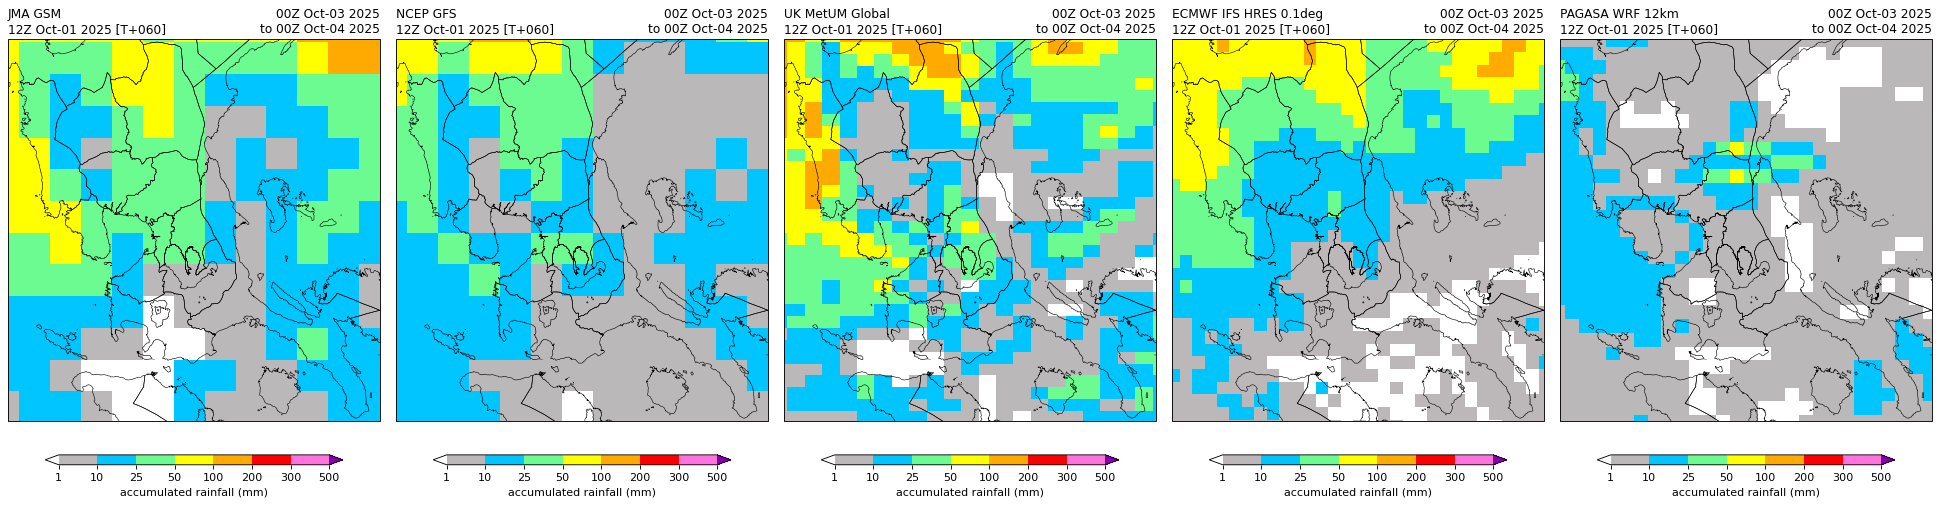 JMA GSM 00Z Oct-03 2025
12Z Oct-01 2025 [T+060] to 00Z Oct-04 2025
1 10 25 50 100 200 300 500
accumulated rainfall (mm)
NCEP GFS 00Z Oct-03 2025
12Z Oct-01 2025 [T+060] to 00Z Oct-04 2025
1 10 25 50 100 200 300 500
accumulated rainfall (mm)
UK MetUM Global 00Z Oct-03 2025
12Z Oct-01 2025 [T+060] to 00Z Oct-04 2025
1 10 25 50 100 200 300 500
accumulated rainfall (mm)
ECMWF IFS HRES 0.1deg 00Z Oct-03 2025
12Z Oct-01 2025 [T+060] to 00Z Oct-04 2025
1 10 25 50 100 200 300 500
accumulated rainfall (mm)
PAGASA WRF 12km 00Z Oct-03 2025
12Z Oct-01 2025 [T+060] to 00Z Oct-04 2025
1 10 25 50 100 200 300 500
accumulated rainfall (mm)